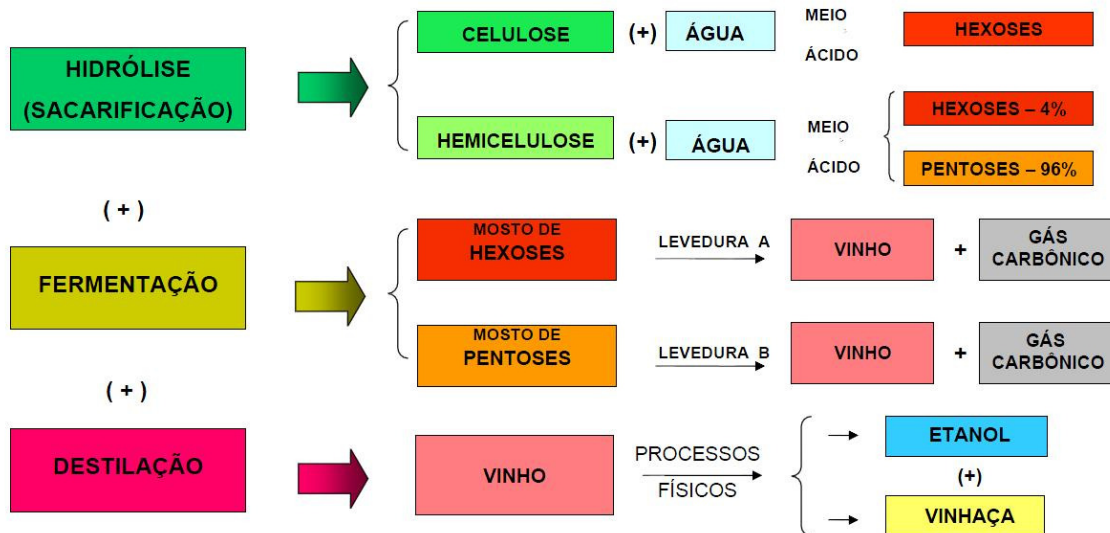 HIDRÓLISE
(SACARIFICAÇÃO)
CELULOSE
(+)
ÁGUA
MEIO
ÁCIDO
HEXOSES
HEMICELULOSE
(+)
ÁGUA
MEIO
ÁCIDO
HEXOSES – 4%
PENTOSES – 96%
( + )
FERMENTAÇÃO
MOSTO DE
HEXOSES
LEVEDURA A
VINHO
+
GÁS
CARBÔNICO
MOSTO DE
PENTOSES
LEVEDURA B
VINHO
+
GÁS
CARBÔNICO
( + )
DESTILAÇÃO
VINHO
PROCESSOS
FÍSICOS
ETANOL
(+)
VINHAÇA